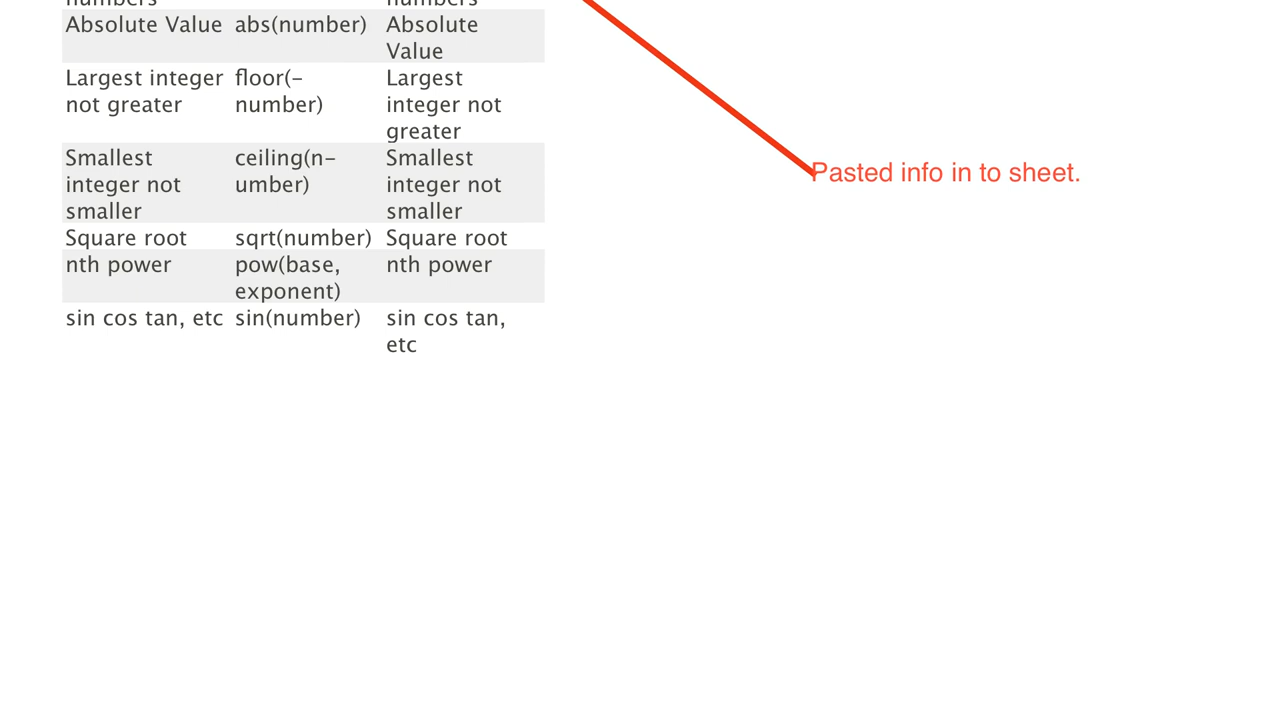 numbers numbers
Absolute Value abs(number) Absolute
Value
Largest integer floor(- Largest
not greater number) integer not
greater
Smallest ceiling(n- Smallest
integer not umber) integer not
smaller smaller
Square root sqrt(number) Square root
nth power pow(base, nth power
exponent)
sin cos tan, etc sin(number) sin cos tan,
etc
Pasted info in to sheet.